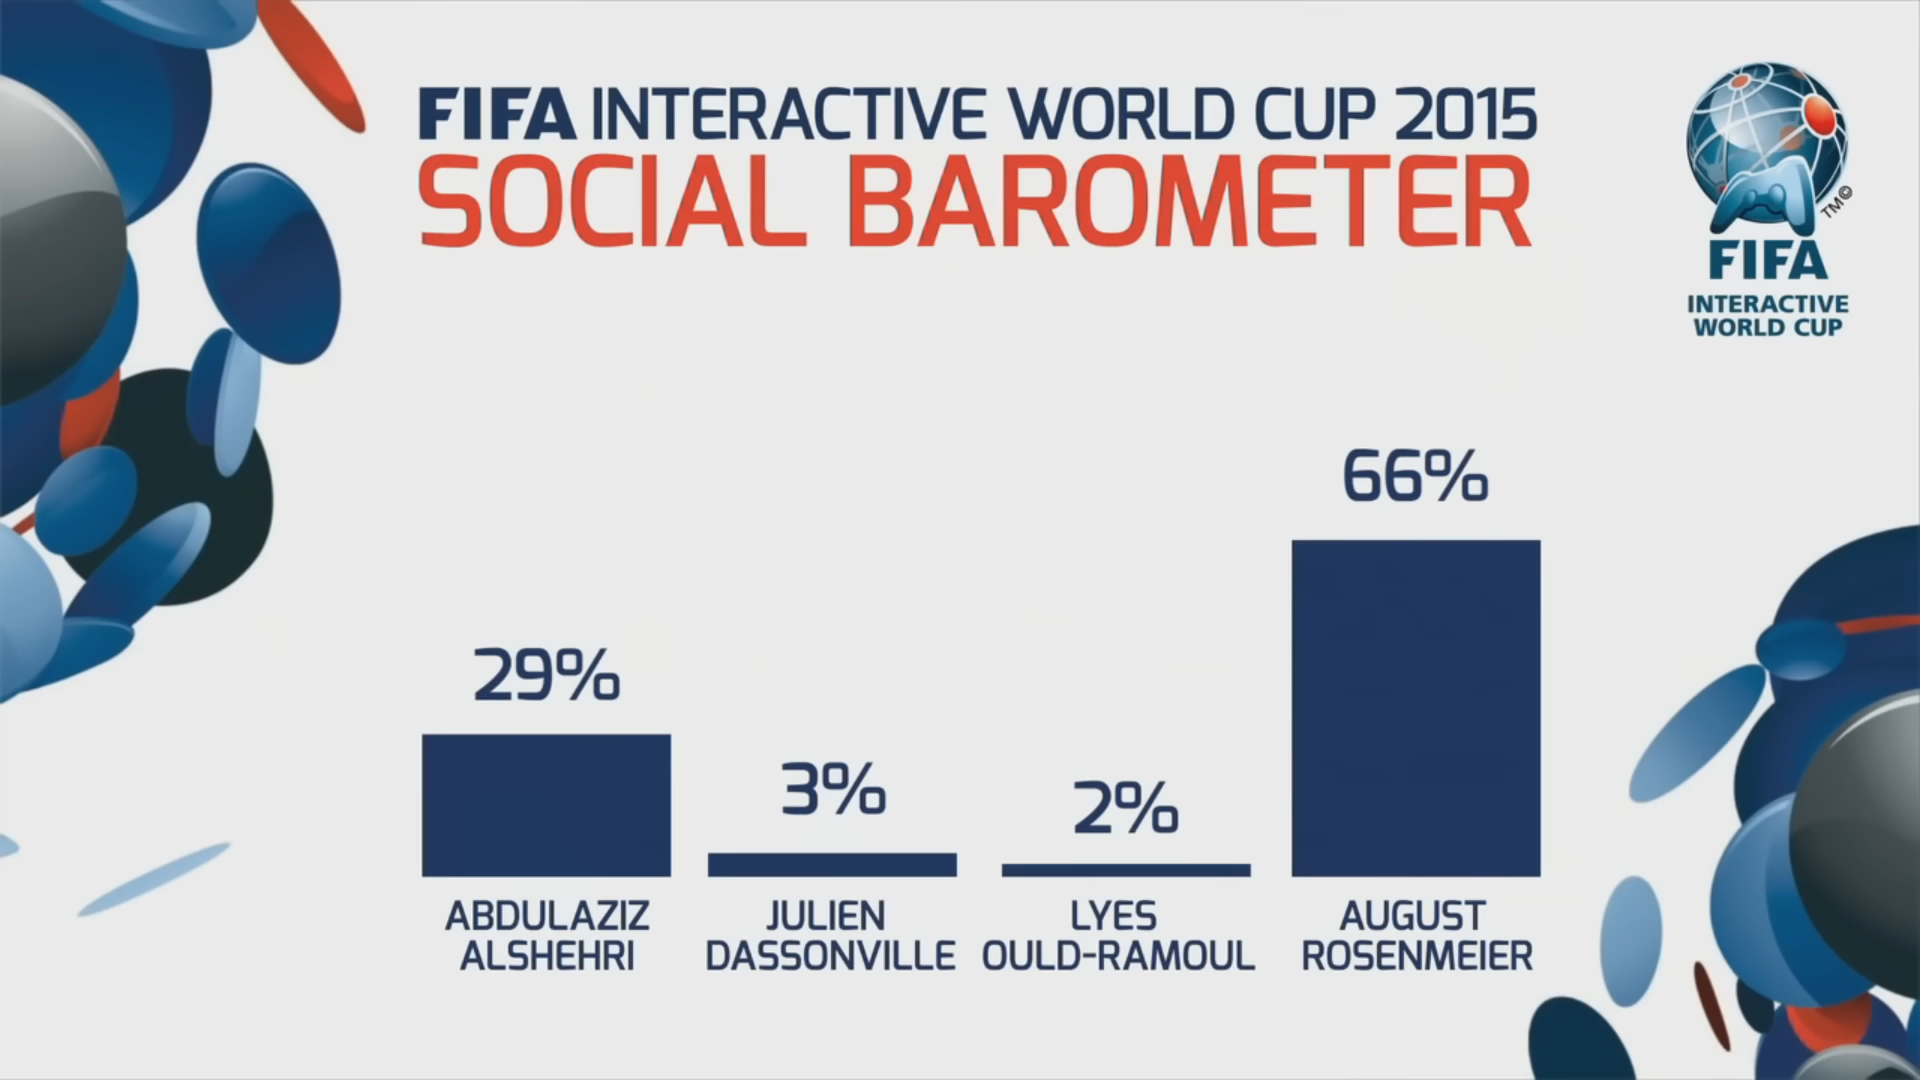 FIFA INTERACTIVE WORLD CUP 2015
SOCIAL BAROMETER
TM©
FIFA
INTERACTIVE
WORLD CUP
29%
3%
2%
66%
ABDULAZIZ
ALSHEHRI
JULIEN
DASSONVILLE
LYES
OULD-RAMOUL
AUGUST
ROSENMEIER